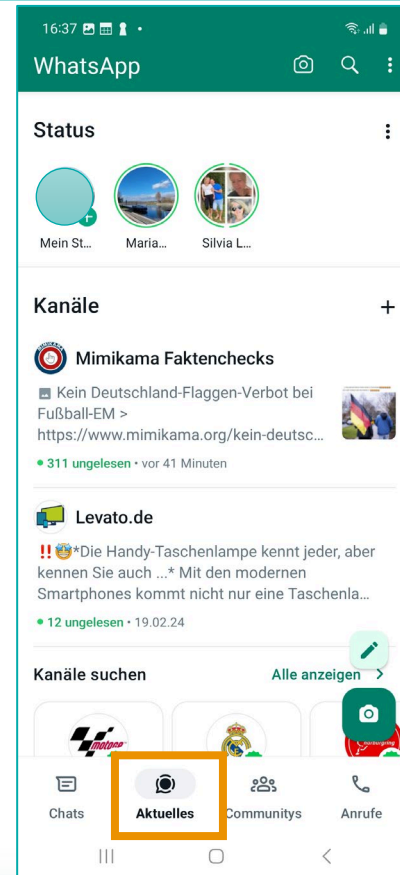 16:37
WhatsApp
Status
Mein St...
Maria...
Silvia L...
Kanäle
Mimikama Faktenchecks
Kein Deutschland-Flaggen-Verbot bei
Fußball-EM >
https://www.mimikama.org/kein-deutsc...
311 ungelesen • vor 41 Minuten
Levato.de
‼️🤩*Die Handy-Taschenlampe kennt jeder, aber
kennen Sie auch ...* Mit den modernen
Smartphones kommt nicht nur eine Taschenla...
12 ungelesen • 19.02.24
Kanäle suchen
Alle anzeigen
motogp
Chats
Aktuelles
Communitys
Anrufe